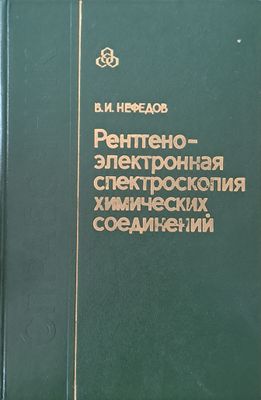 В.И. НЕФЕДОВ
Рентгено-
электронная
спектроскопия
химических
соединений